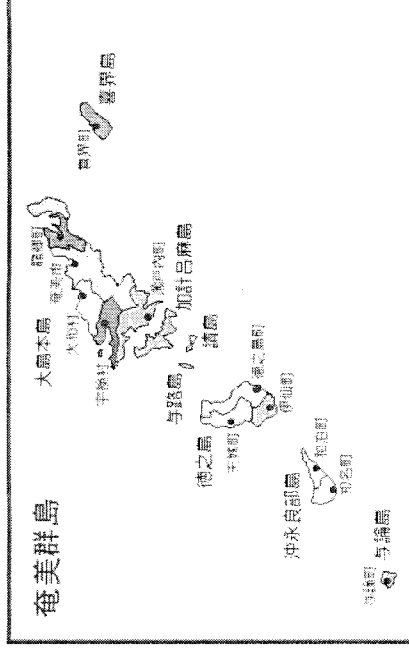 奄美群島
大島本島
龍郷町
奄美市
大和村
宇検村
瀬戸内町
加計呂麻島
喜界町
喜界島
与路島
請島
徳之島
天城町
徳之島町
伊仙町
沖永良部島
和泊町
知名町
与論町
与論島